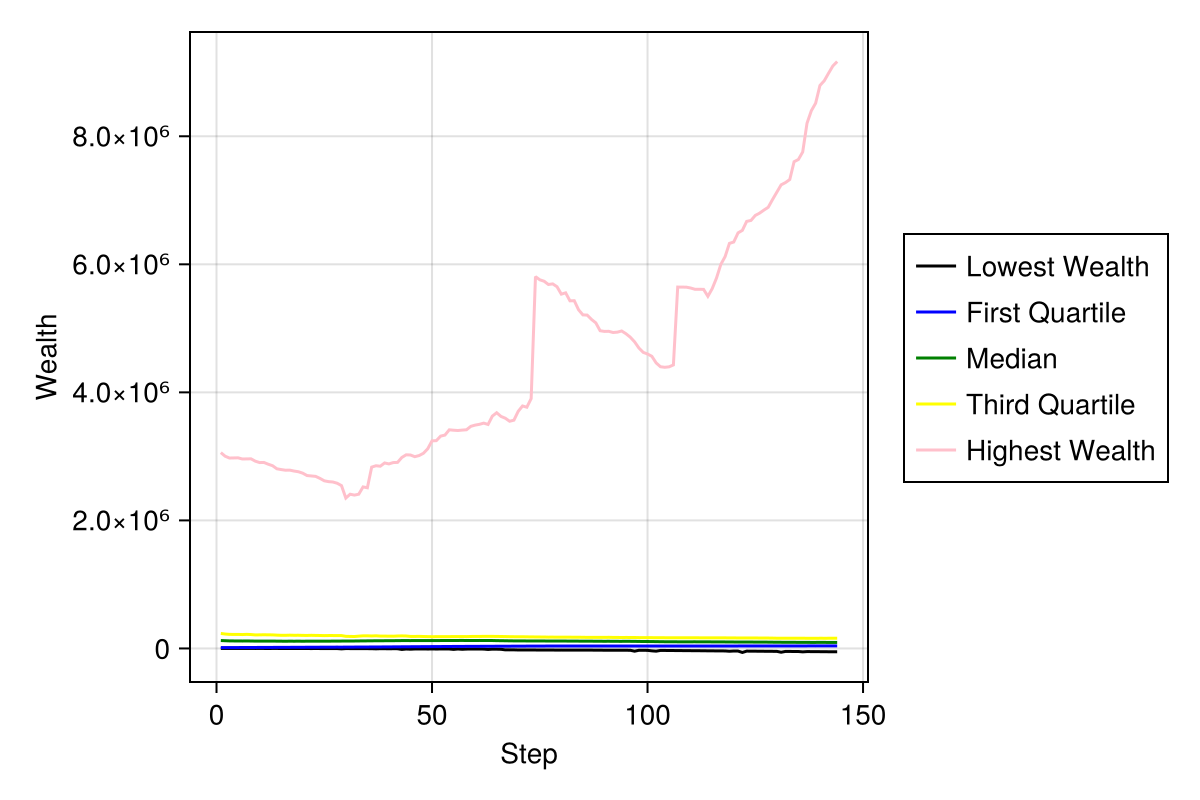 8.0×10⁶
6.0×10⁶
4.0×10⁶
2.0×10⁶
0
Wealth
0 50 100 150
Step
Lowest Wealth
First Quartile
Median
Third Quartile
Highest Wealth